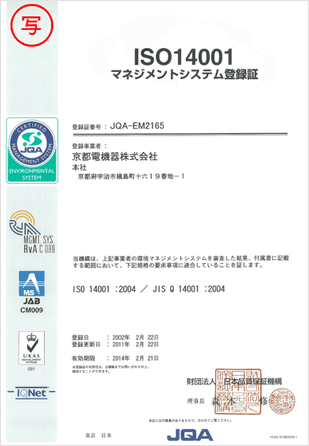 写
ISO14001
マネジメントシステム登録証
登録証番号： JQA-EM2165
登録事業者：
京都電機器株式会社
本社
京都府宇治市槇島町十六１９番地－１
当機構は、上記事業者の環境マネジメントシステムを審査した結果、付属書に記載
する範囲において、下記規格の要求事項に適合していることを証します。
ISO 14001 :2004 ／ JIS Q 14001 :2004
登録日 ： 2002年 2月 22日
登録更新日 ： 2011年 2月 22日
有効期限 ： 2014年 2月 21日
財団法人 日本品質保証機構
理事長
東京 日本
JQA
CERTIFIED
MANAGEMENT SYSTEM
JQA
ENVIRONMENTAL
SYSTEM
RvA
MGMT. SYS.
RvA C 089
MS
JAB
CM009
UKAS
001
IQNet